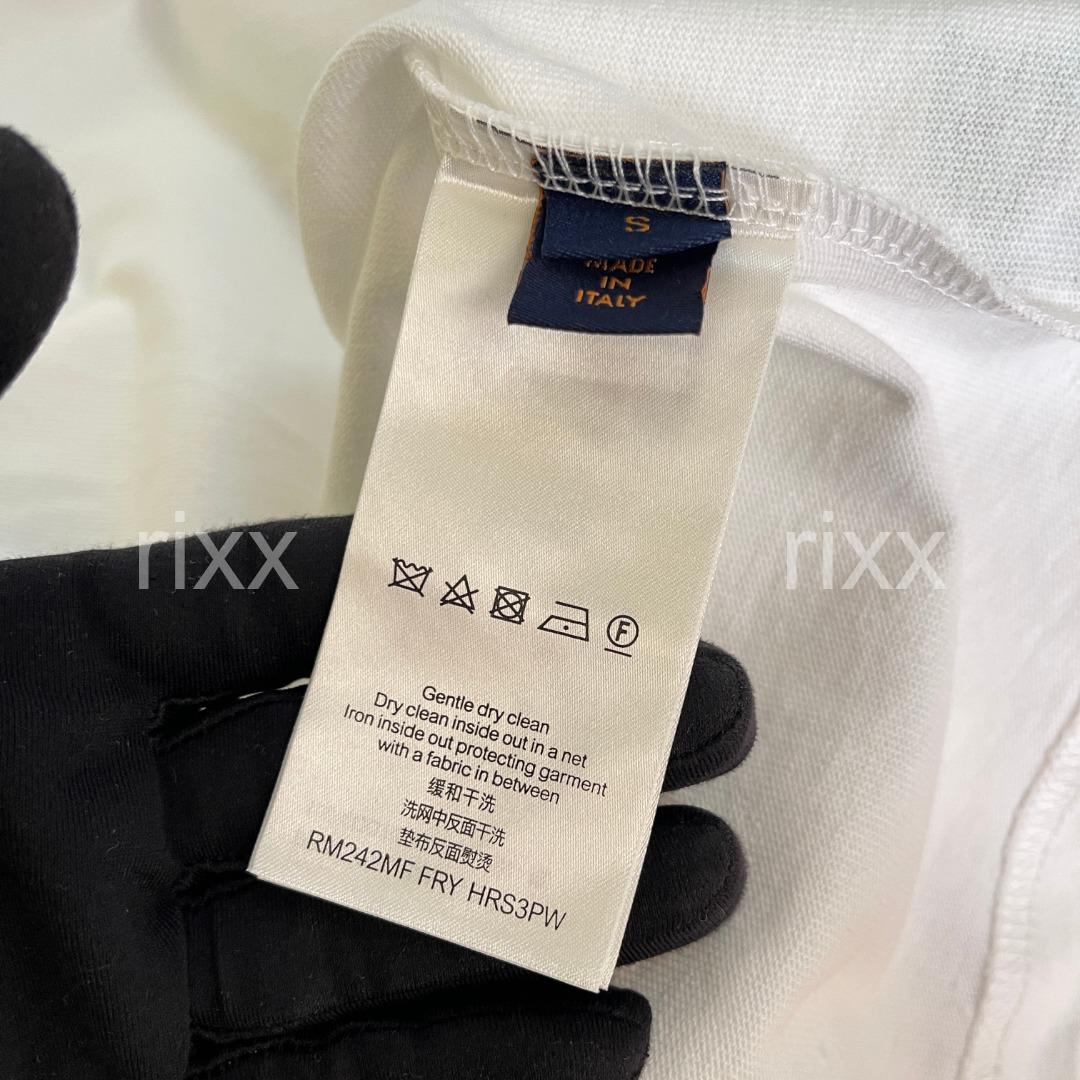 S
MADE
IN
ITALY
rixx rixx
F
Gentle dry clean
Dry clean inside out in a net
Iron inside out protecting garment
with a fabric in between
缓和干洗
洗网中反面干洗
垫布反面熨烫
RM242MF FRY HRS3PW